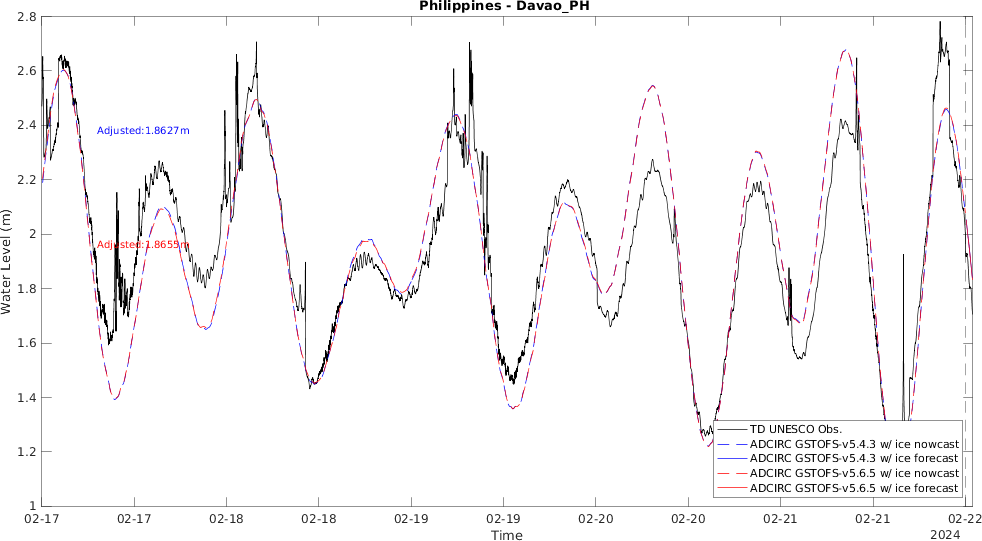 Philippines - Davao_PH
2.8
2.6
2.4
2.2
2
1.8
1.6
1.4
1.2
1
Water Level (m)
Adjusted:1.8627m
Adjusted:1.8655m
TD UNESCO Obs.
ADCIRC GSTOFS-v5.4.3 w/ ice nowcast
ADCIRC GSTOFS-v5.4.3 w/ ice forecast
ADCIRC GSTOFS-v5.6.5 w/ ice nowcast
ADCIRC GSTOFS-v5.6.5 w/ ice forecast
02-17 02-17 02-18 02-18 02-19 02-19 02-20 02-20 02-21 02-21 02-22
Time
2024